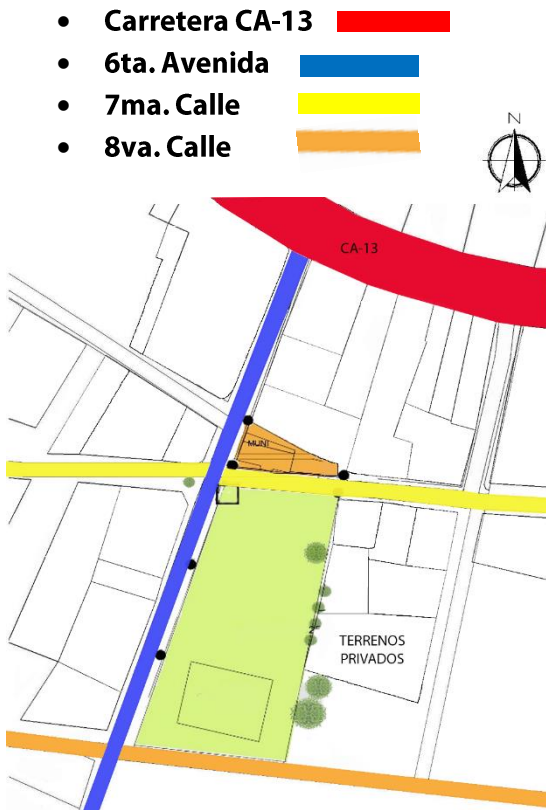 • Carretera CA-13
• 6ta. Avenida
• 7ma. Calle
• 8va. Calle
N
CA-13
MUNI
TERRENOS
PRIVADOS